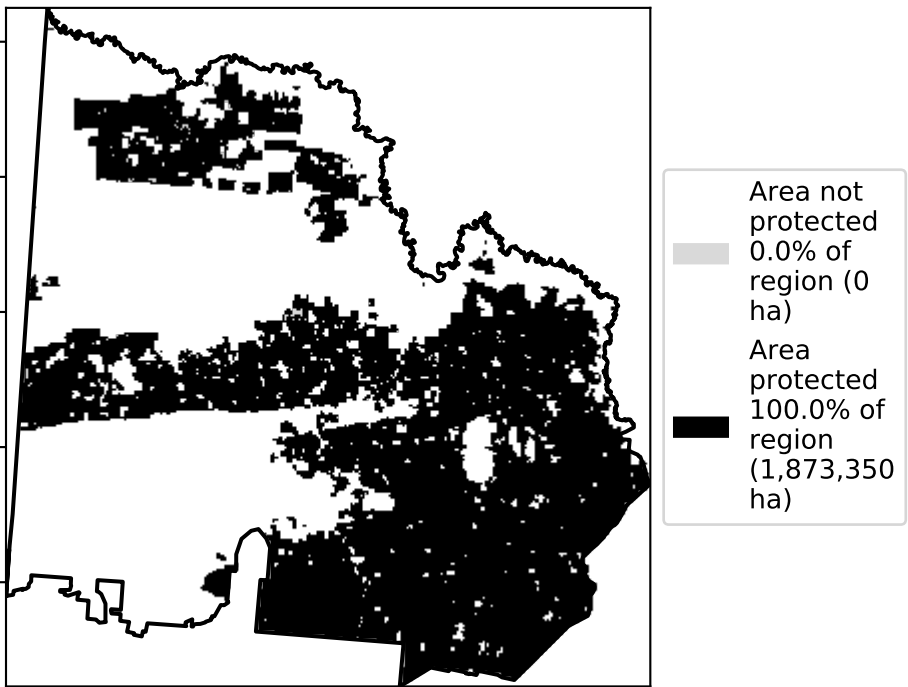 Area not
protected
0.0% of
region (0
ha)
Area
protected
100.0% of
region
(1,873,350
ha)